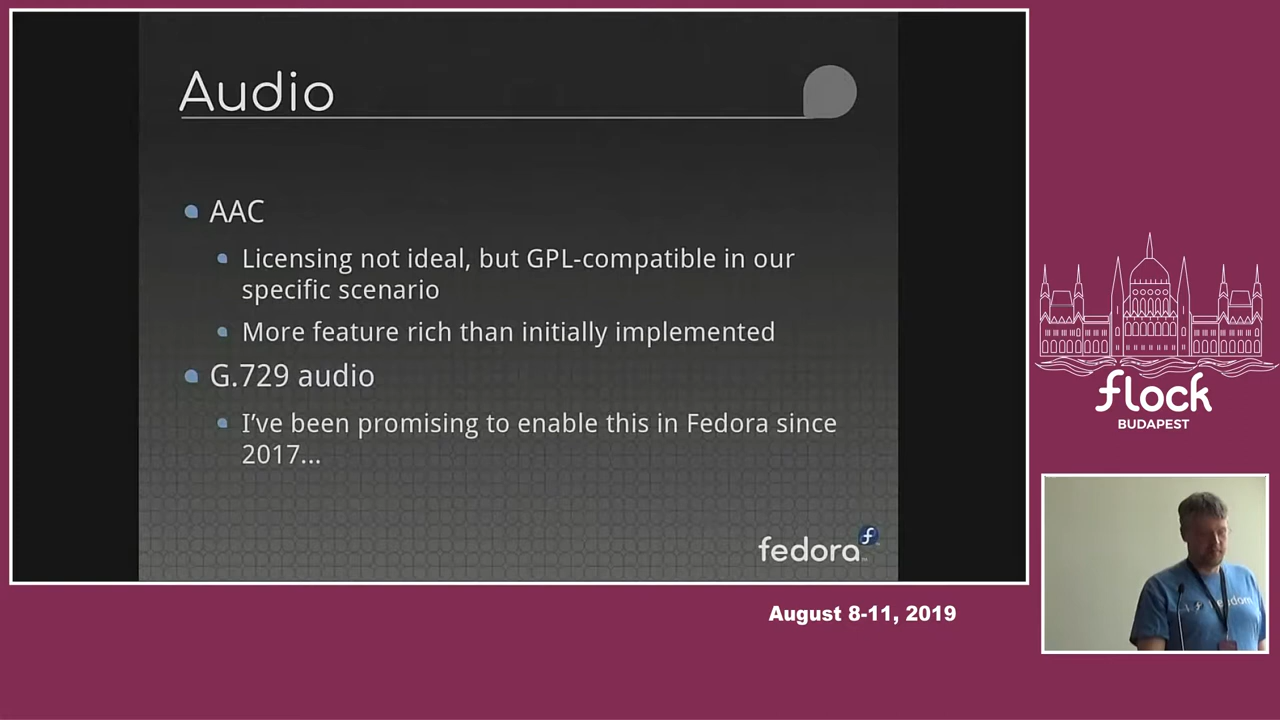 Audio
AAC
Licensing not ideal, but GPL-compatible in our
specific scenario
More feature rich than initially implemented
G.729 audio
I've been promising to enable this in Fedora since
2017...
fedora
flock
BUDAPEST
August 8-11, 2019